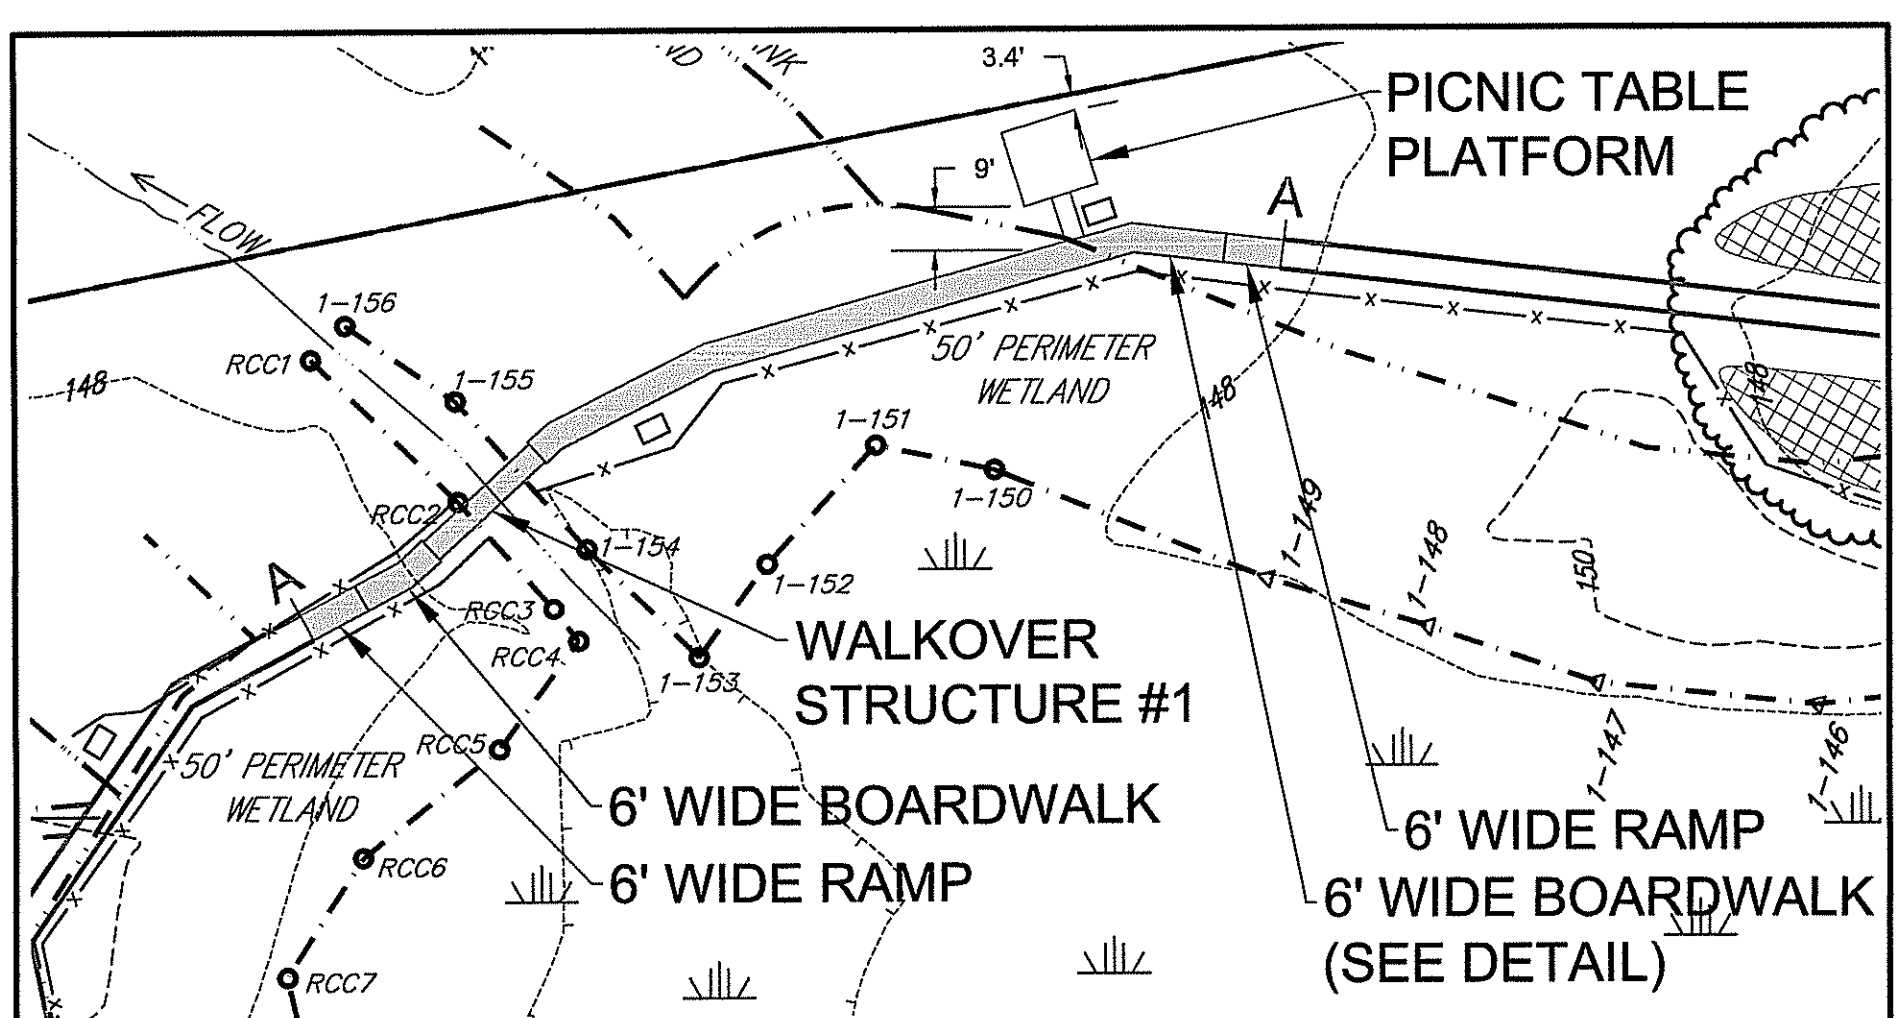 3.4'
PICNIC TABLE
PLATFORM
9'
A
FLOW
1-156
RCC1
1-155
148
50' PERIMETER
WETLAND
148
148
1-151
1-150
1-149
1-148
150
RCC2
1-154
1-152
A
RCC3
RCC4
1-153
WALKOVER
STRUCTURE #1
RCC5
1-147
1-146
50' PERIMETER
WETLAND
6' WIDE BOARDWALK
6' WIDE RAMP
RCC6
6' WIDE RAMP
6' WIDE BOARDWALK
(SEE DETAIL)
RCC7